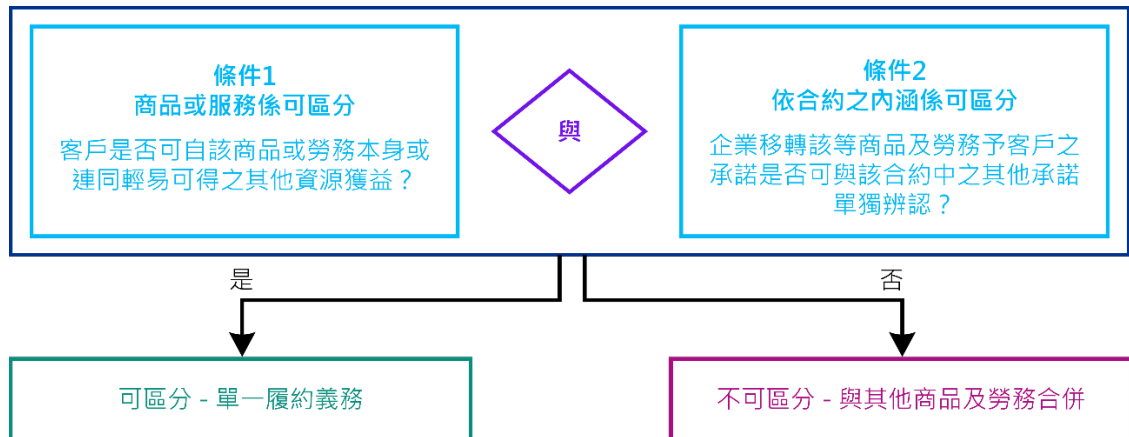 條件1
商品或服務係可區分
客戶是否可自該商品或勞務本身或
連同輕易可得之其他資源獲益？
與
條件2
依合約之內涵係可區分
企業移轉該等商品及勞務予客戶之
承諾是否可與該合約中之其他承諾
單獨辨認？
是
否
可區分 - 單一履約義務
不可區分 - 與其他商品及勞務合併